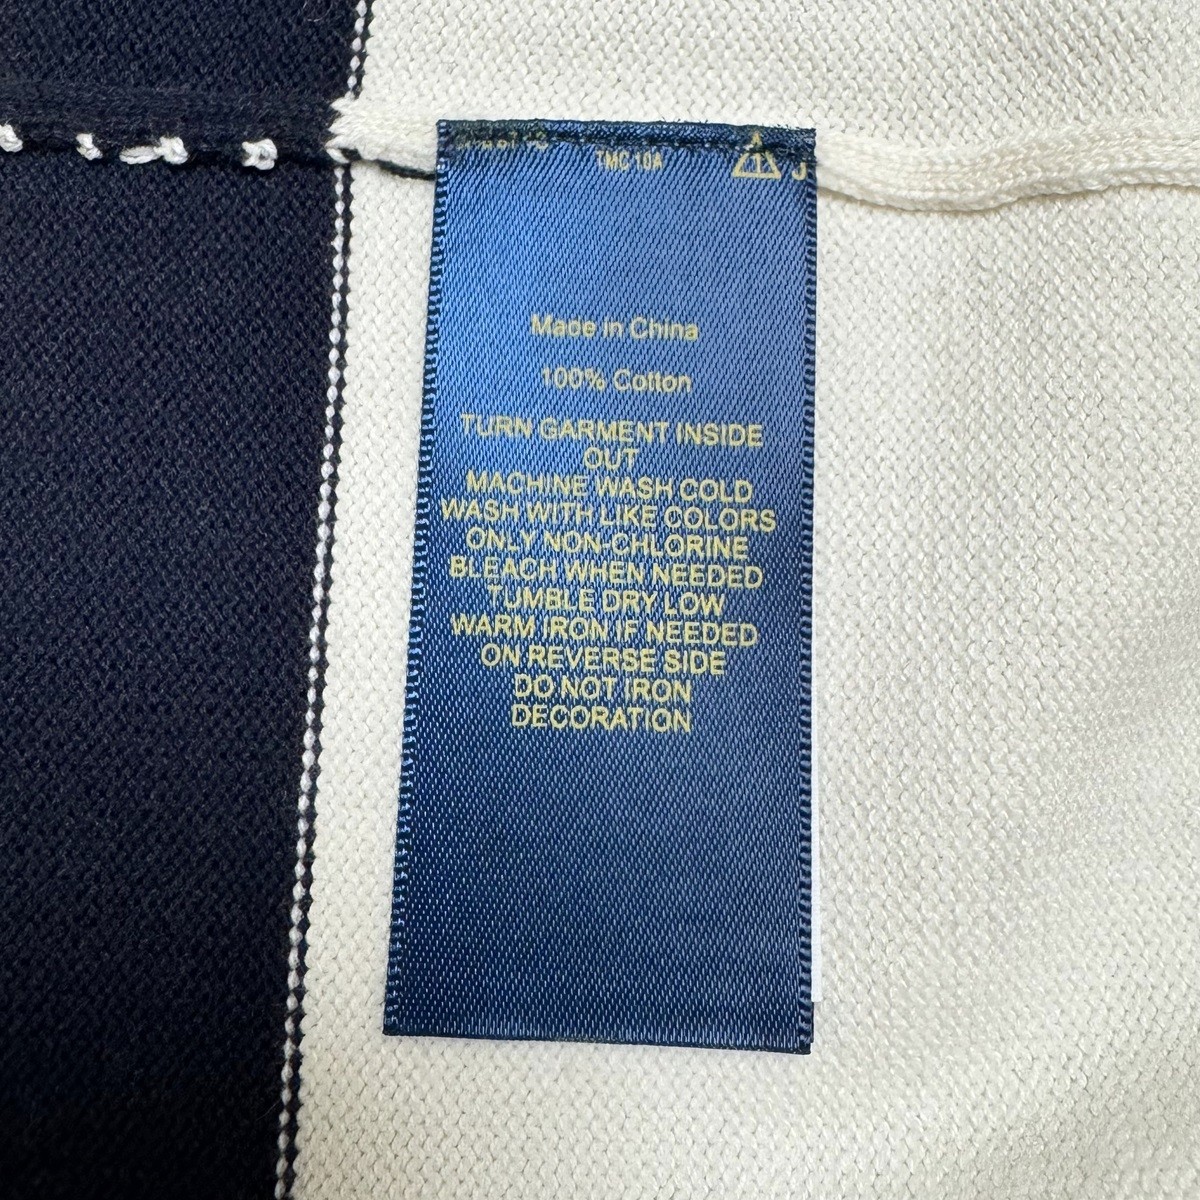 TMC 10A
1
J
Made in China
100% Cotton
TURN GARMENT INSIDE
OUT
MACHINE WASH COLD
WASH WITH LIKE COLORS
ONLY NON-CHLORINE
BLEACH WHEN NEEDED
TUMBLE DRY LOW
WARM IRON IF NEEDED
ON REVERSE SIDE
DO NOT IRON
DECORATION